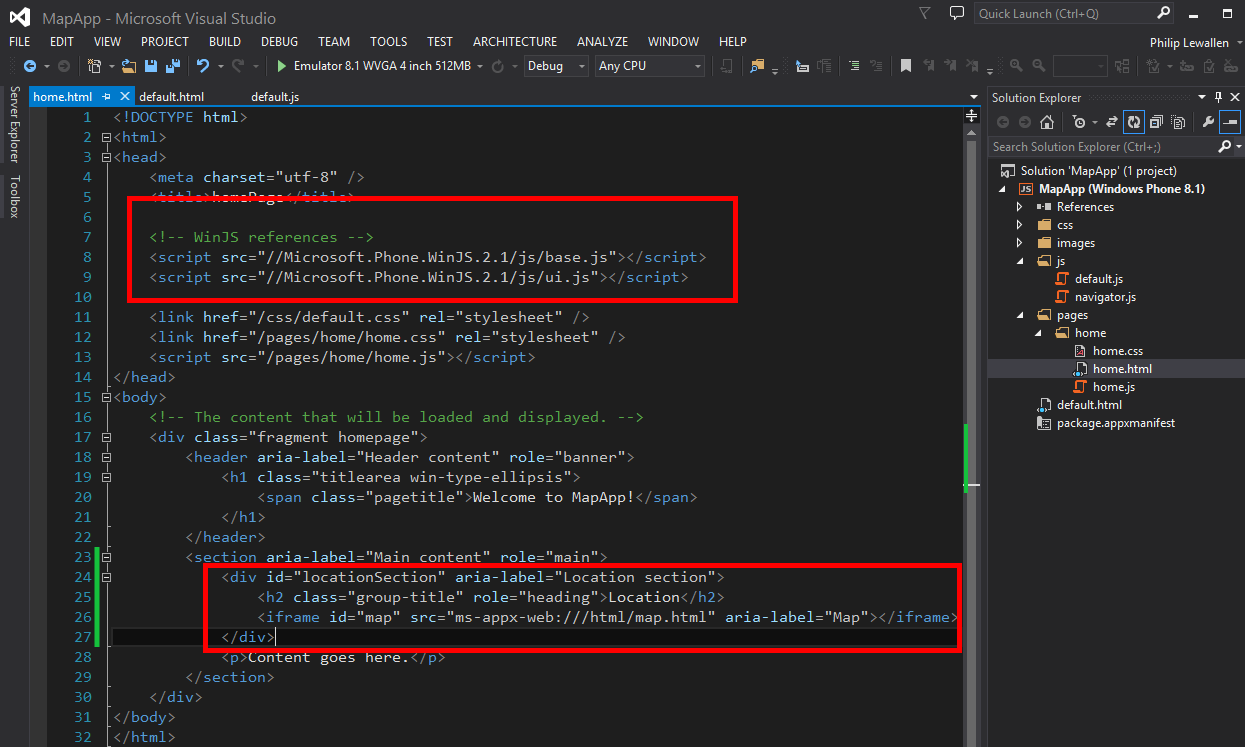 MapApp - Microsoft Visual Studio
Quick Launch (Ctrl+Q)
FILE EDIT VIEW PROJECT BUILD DEBUG TEAM TOOLS TEST ARCHITECTURE ANALYZE WINDOW HELP
Philip Lewallen
Emulator 8.1 WVGA 4 inch 512MB Debug Any CPU
Server Explorer
Toolbox
home.html default.html default.js
1 <!DOCTYPE html>
2 <html>
3 <head>
4 <meta charset="utf-8" />
5 <title>homePage</title>
6
7 <!-- WinJS references -->
8 <script src="//Microsoft.Phone.WinJS.2.1/js/base.js"></script>
9 <script src="//Microsoft.Phone.WinJS.2.1/js/ui.js"></script>
10
11 <link href="/css/default.css" rel="stylesheet" />
12 <link href="/pages/home/home.css" rel="stylesheet" />
13 <script src="/pages/home/home.js"></script>
14 </head>
15 <body>
16 <!-- The content that will be loaded and displayed. -->
17 <div class="fragment homepage">
18 <header aria-label="Header content" role="banner">
19 <h1 class="titlearea win-type-ellipsis">
20 <span class="pagetitle">Welcome to MapApp!</span>
21 </h1>
22 </header>
23 <section aria-label="Main content" role="main">
24 <div id="locationSection" aria-label="Location section">
25 <h2 class="group-title" role="heading">Location</h2>
26 <iframe id="map" src="ms-appx-web:///html/map.html" aria-label="Map"></iframe>
27 </div>
28 <p>Content goes here.</p>
29 </section>
30 </div>
31 </body>
32 </html>
Solution Explorer
Search Solution Explorer (Ctrl+;)
Solution 'MapApp' (1 project)
JS MapApp (Windows Phone 8.1)
References
css
images
js
default.js
navigator.js
pages
home
home.css
home.html
home.js
default.html
package.appxmanifest